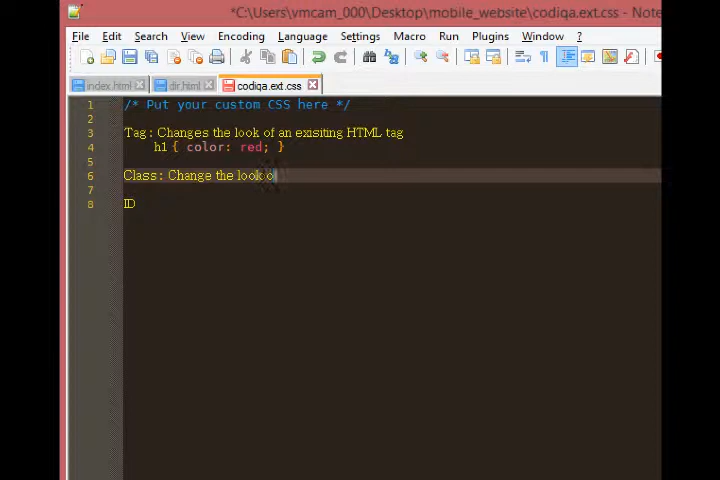 *C:\Users\vmcam_000\Desktop\mobile_website\codiqa.ext.css - Note
File Edit Search View Encoding Language Settings Macro Run Plugins Window ?
index.html dir.html codiqa.ext.css
1 /* Put your custom CSS here */
2
3 Tag : Changes the look of an exisiting HTML tag
4 h1 { color: red; }
5
6 Class : Change the look o
7
8 ID